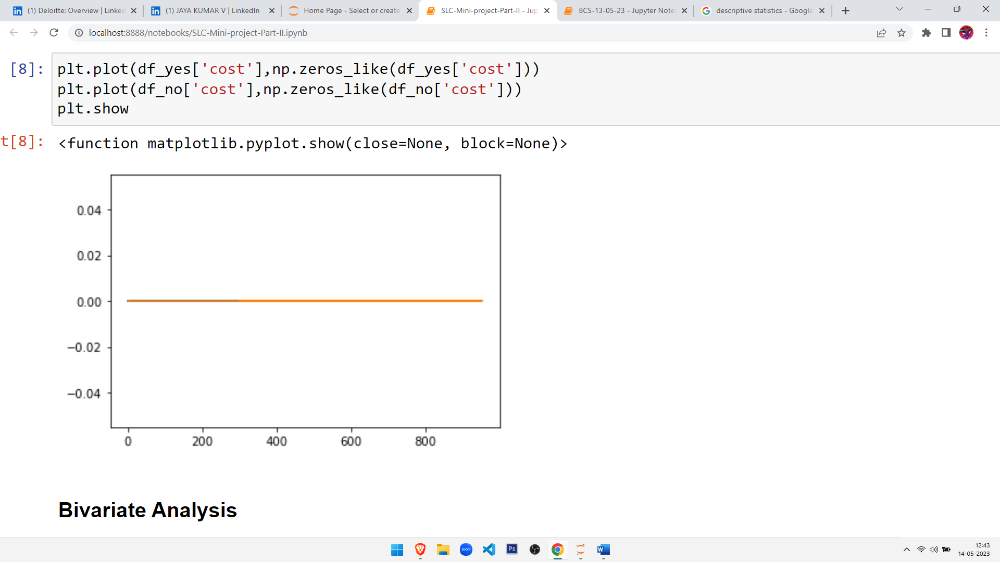 (1) Deloitte: Overview | Linked
(1) JAYA KUMAR V | LinkedIn
Home Page - Select or create
SLC-Mini-project-Part-II - Jup
BCS-13-05-23 - Jupyter Note
descriptive statistics - Google
localhost:8888/notebooks/SLC-Mini-project-Part-II.ipynb
[8]: plt.plot(df_yes['cost'],np.zeros_like(df_yes['cost']))
plt.plot(df_no['cost'],np.zeros_like(df_no['cost']))
plt.show
t[8]: <function matplotlib.pyplot.show(close=None, block=None)>
0.04
0.02
0.00
−0.02
−0.04
0 200 400 600 800
Bivariate Analysis
zoom
Ps
W
12:43
14-05-2023